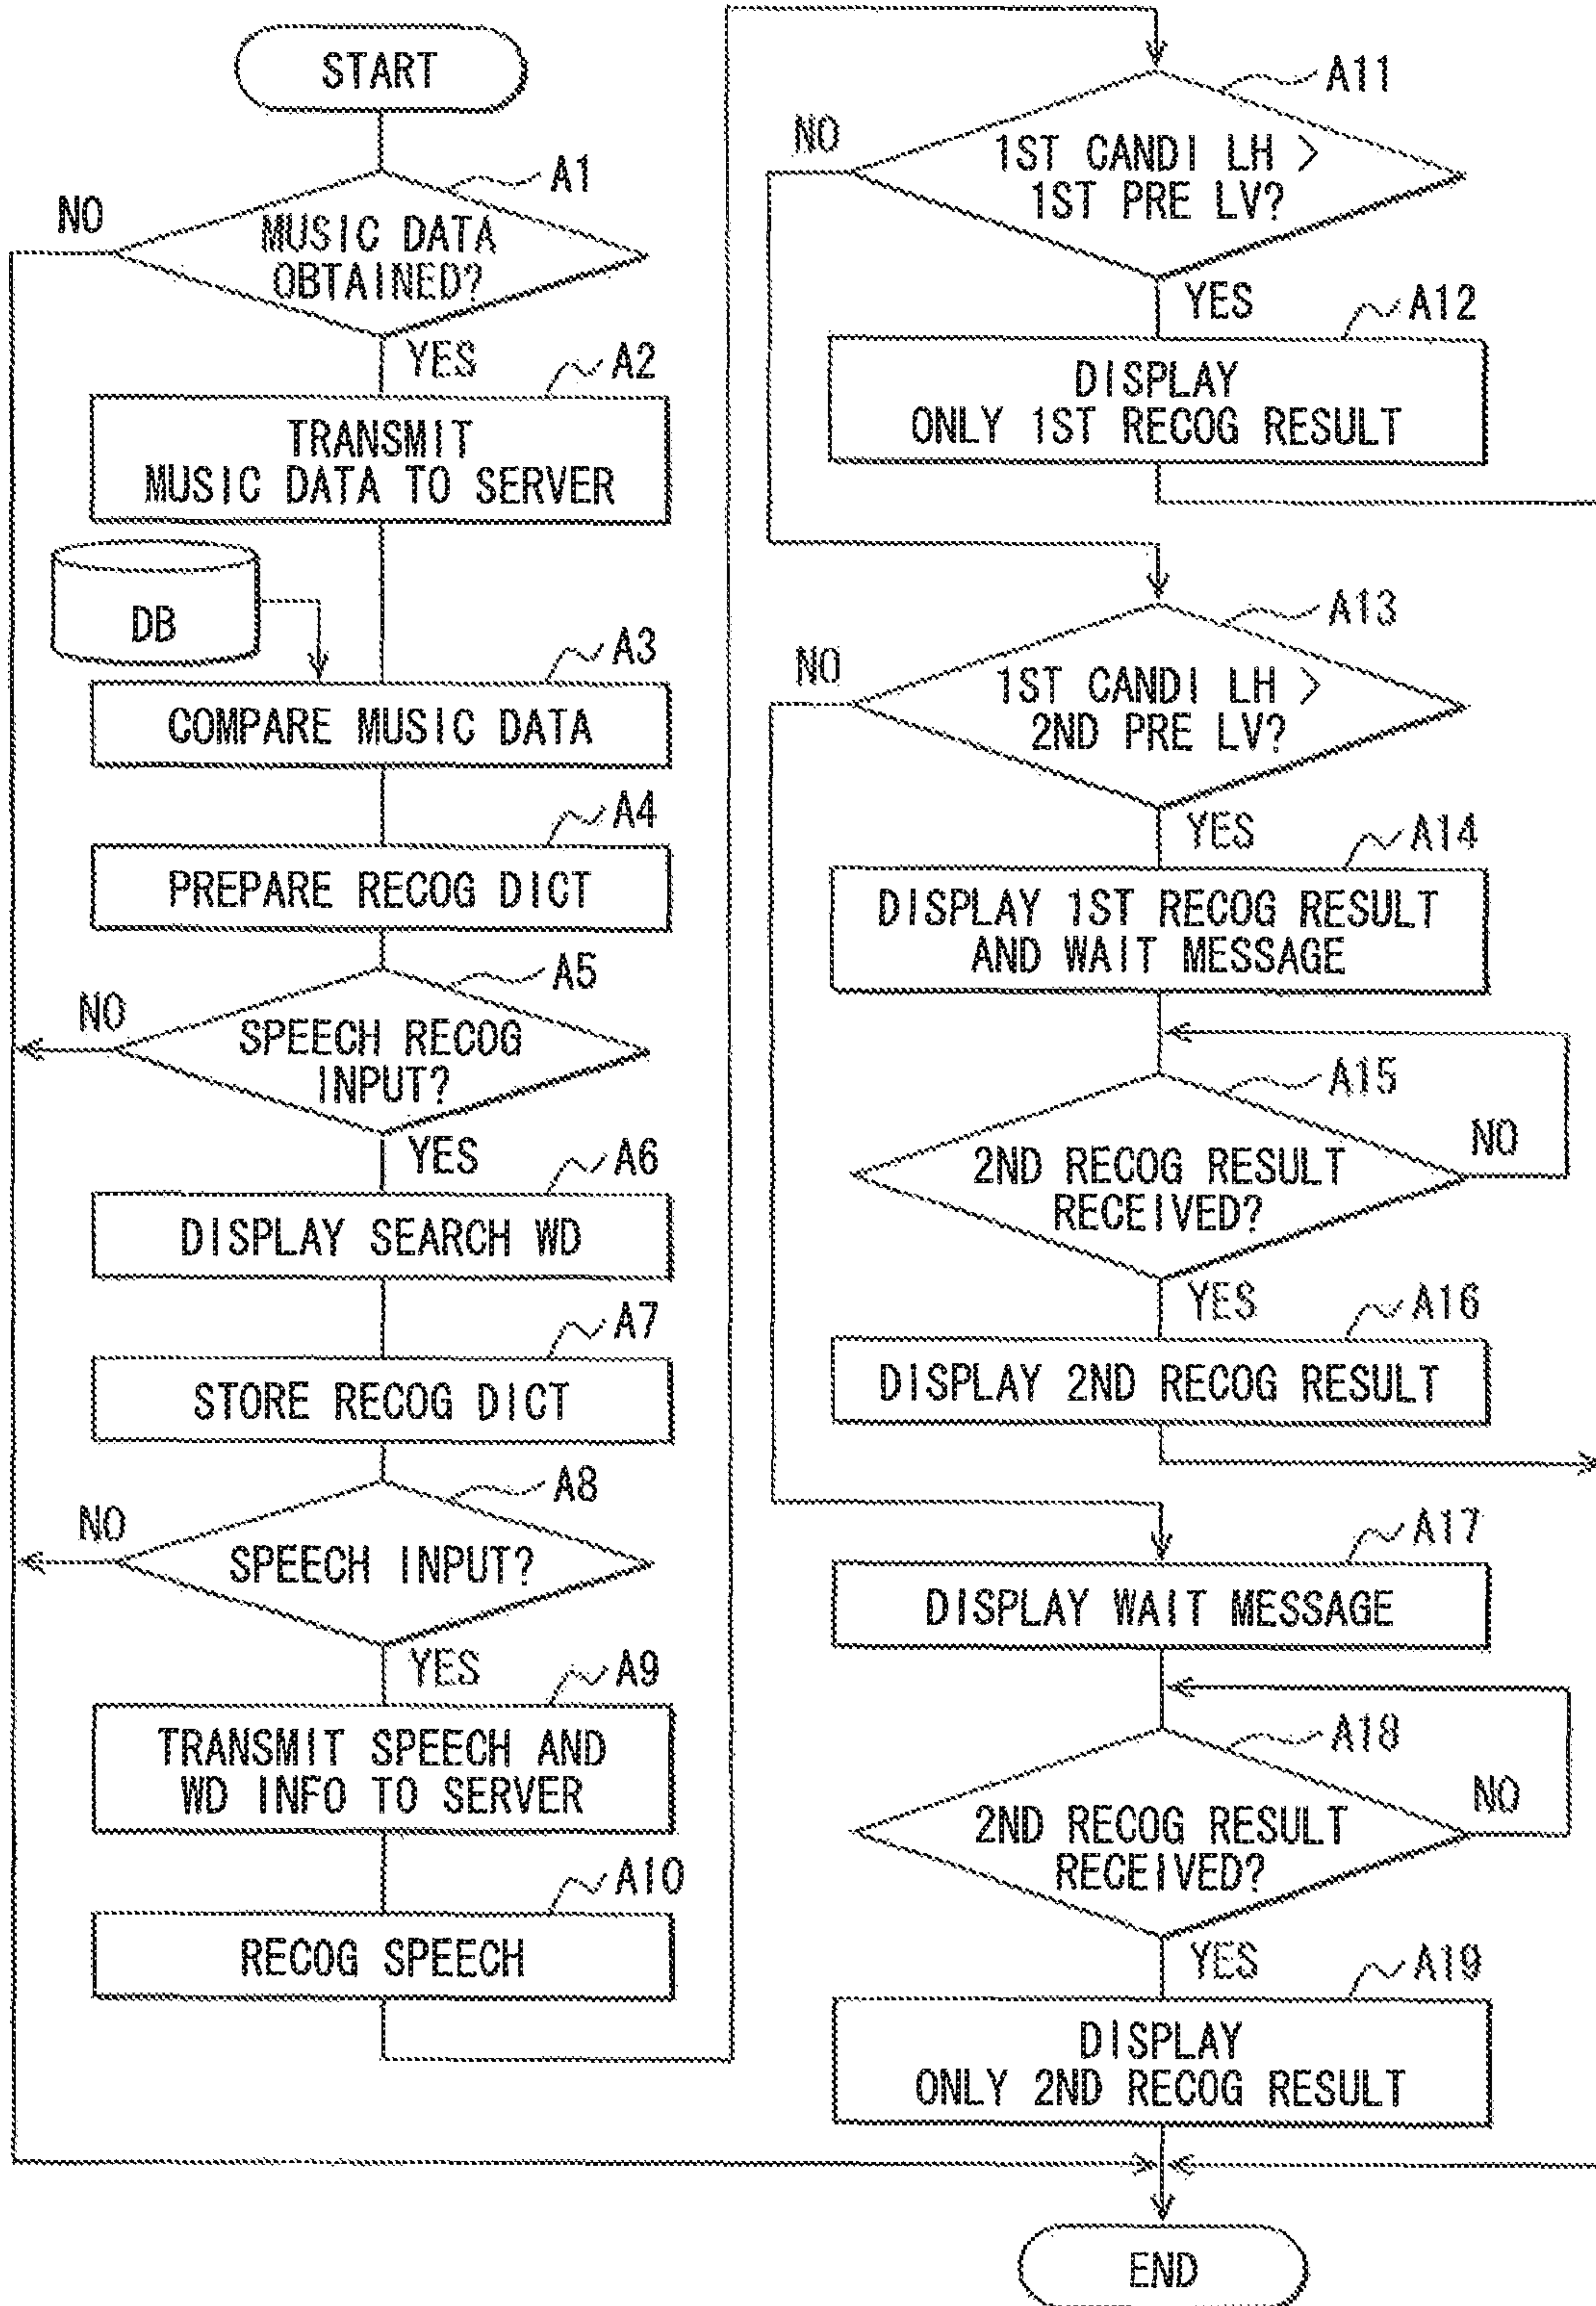 START
A1
NO
MUSIC DATA
OBTAINED?
YES
A2
TRANSMIT
MUSIC DATA TO SERVER
DB
A3
COMPARE MUSIC DATA
A4
PREPARE RECOG DICT
A5
NO
SPEECH RECOG
INPUT?
YES
A6
DISPLAY SEARCH WD
A7
STORE RECOG DICT
A8
NO
SPEECH INPUT?
YES
A9
TRANSMIT SPEECH AND
WD INFO TO SERVER
A10
RECOG SPEECH
A11
NO
1ST CANDI LH >
1ST PRE LV?
YES
A12
DISPLAY
ONLY 1ST RECOG RESULT
A13
NO
1ST CANDI LH >
2ND PRE LV?
YES
A14
DISPLAY 1ST RECOG RESULT
AND WAIT MESSAGE
A15
NO
2ND RECOG RESULT
RECEIVED?
YES
A16
DISPLAY 2ND RECOG RESULT
A17
DISPLAY WAIT MESSAGE
A18
NO
2ND RECOG RESULT
RECEIVED?
YES
A19
DISPLAY
ONLY 2ND RECOG RESULT
END